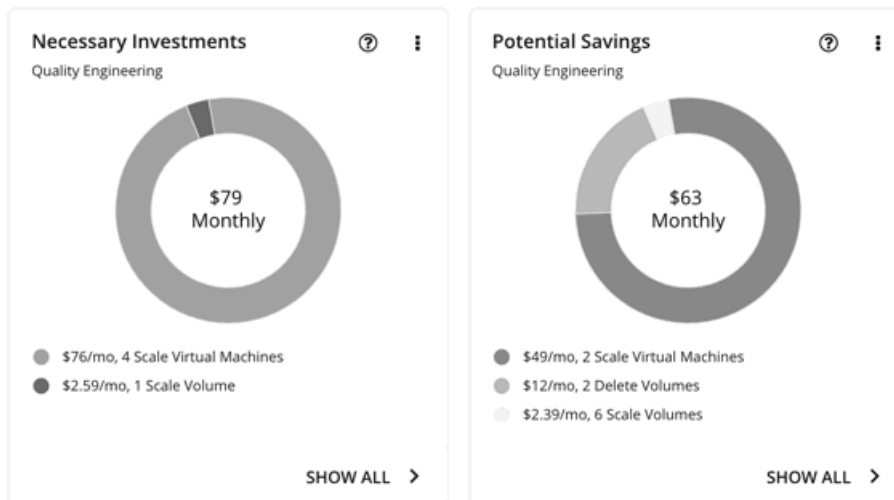 Necessary Investments
Quality Engineering
$79
Monthly
$76/mo, 4 Scale Virtual Machines
$2.59/mo, 1 Scale Volume
SHOW ALL
Potential Savings
Quality Engineering
$63
Monthly
$49/mo, 2 Scale Virtual Machines
$12/mo, 2 Delete Volumes
$2.39/mo, 6 Scale Volumes
SHOW ALL